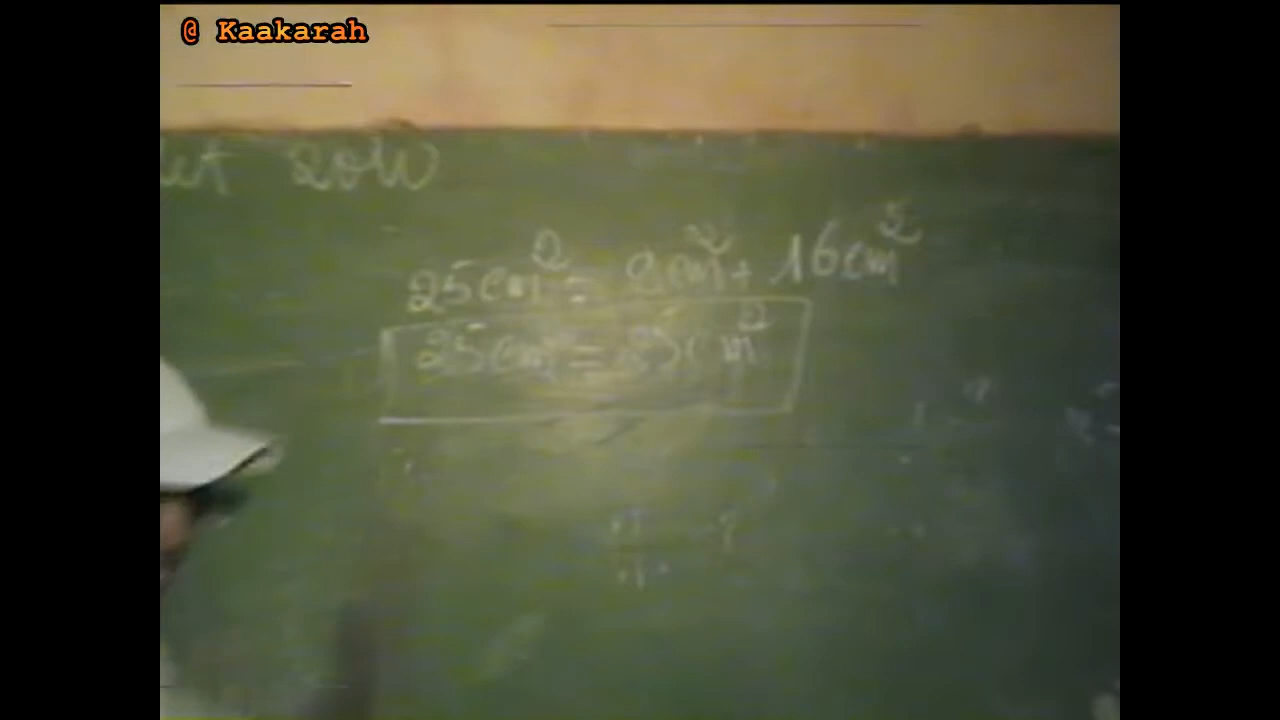 @ Kaakarah
25cm² = 9cm² + 16cm²
25cm² = 25cm²